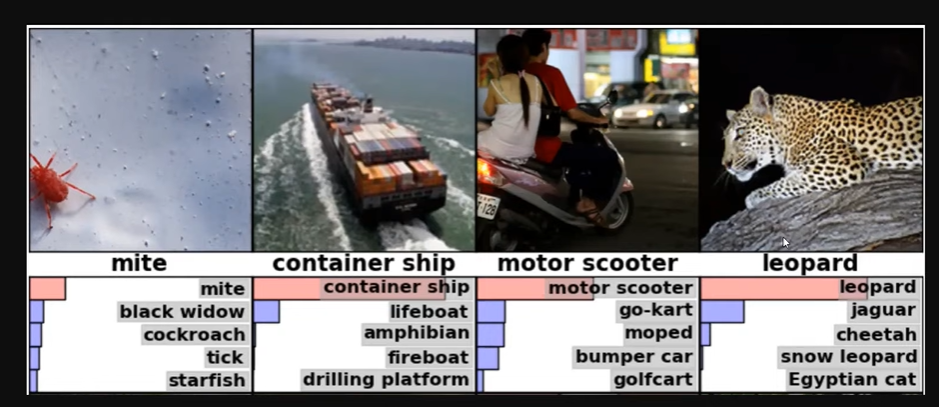 mite
container ship
motor scooter
leopard
mite
black widow
cockroach
tick
starfish
container ship
lifeboat
amphibian
fireboat
drilling platform
motor scooter
go-kart
moped
bumper car
golfcart
leopard
jaguar
cheetah
snow leopard
Egyptian cat